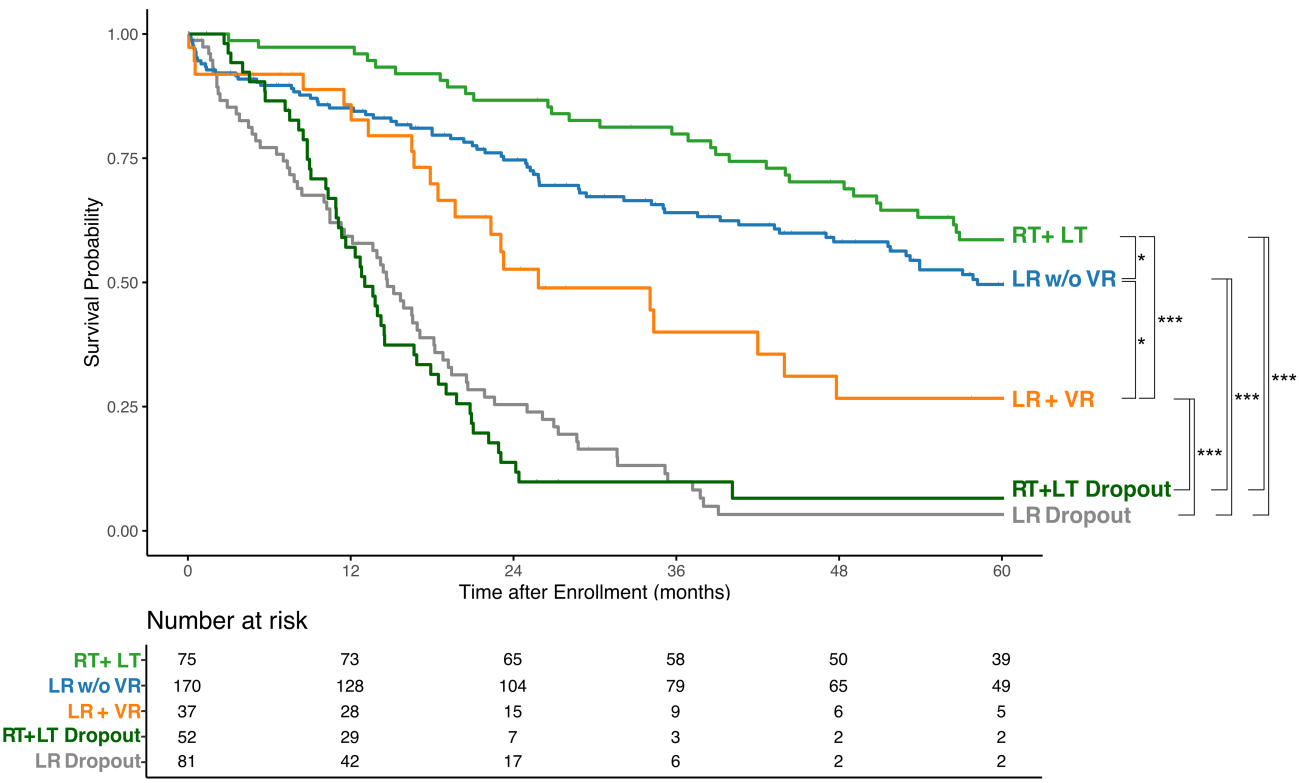 1.00
0.75
0.50
0.25
0.00
Survival Probability
RT+ LT
LR w/o VR
LR + VR
RT+LT Dropout
LR Dropout
*
*
***
***
***
***
0 12 24 36 48 60
Time after Enrollment (months)
Number at risk
RT+ LT 75 73 65 58 50 39
LR w/o VR 170 128 104 79 65 49
LR + VR 37 28 15 9 6 5
RT+LT Dropout 52 29 7 3 2 2
LR Dropout 81 42 17 6 2 2